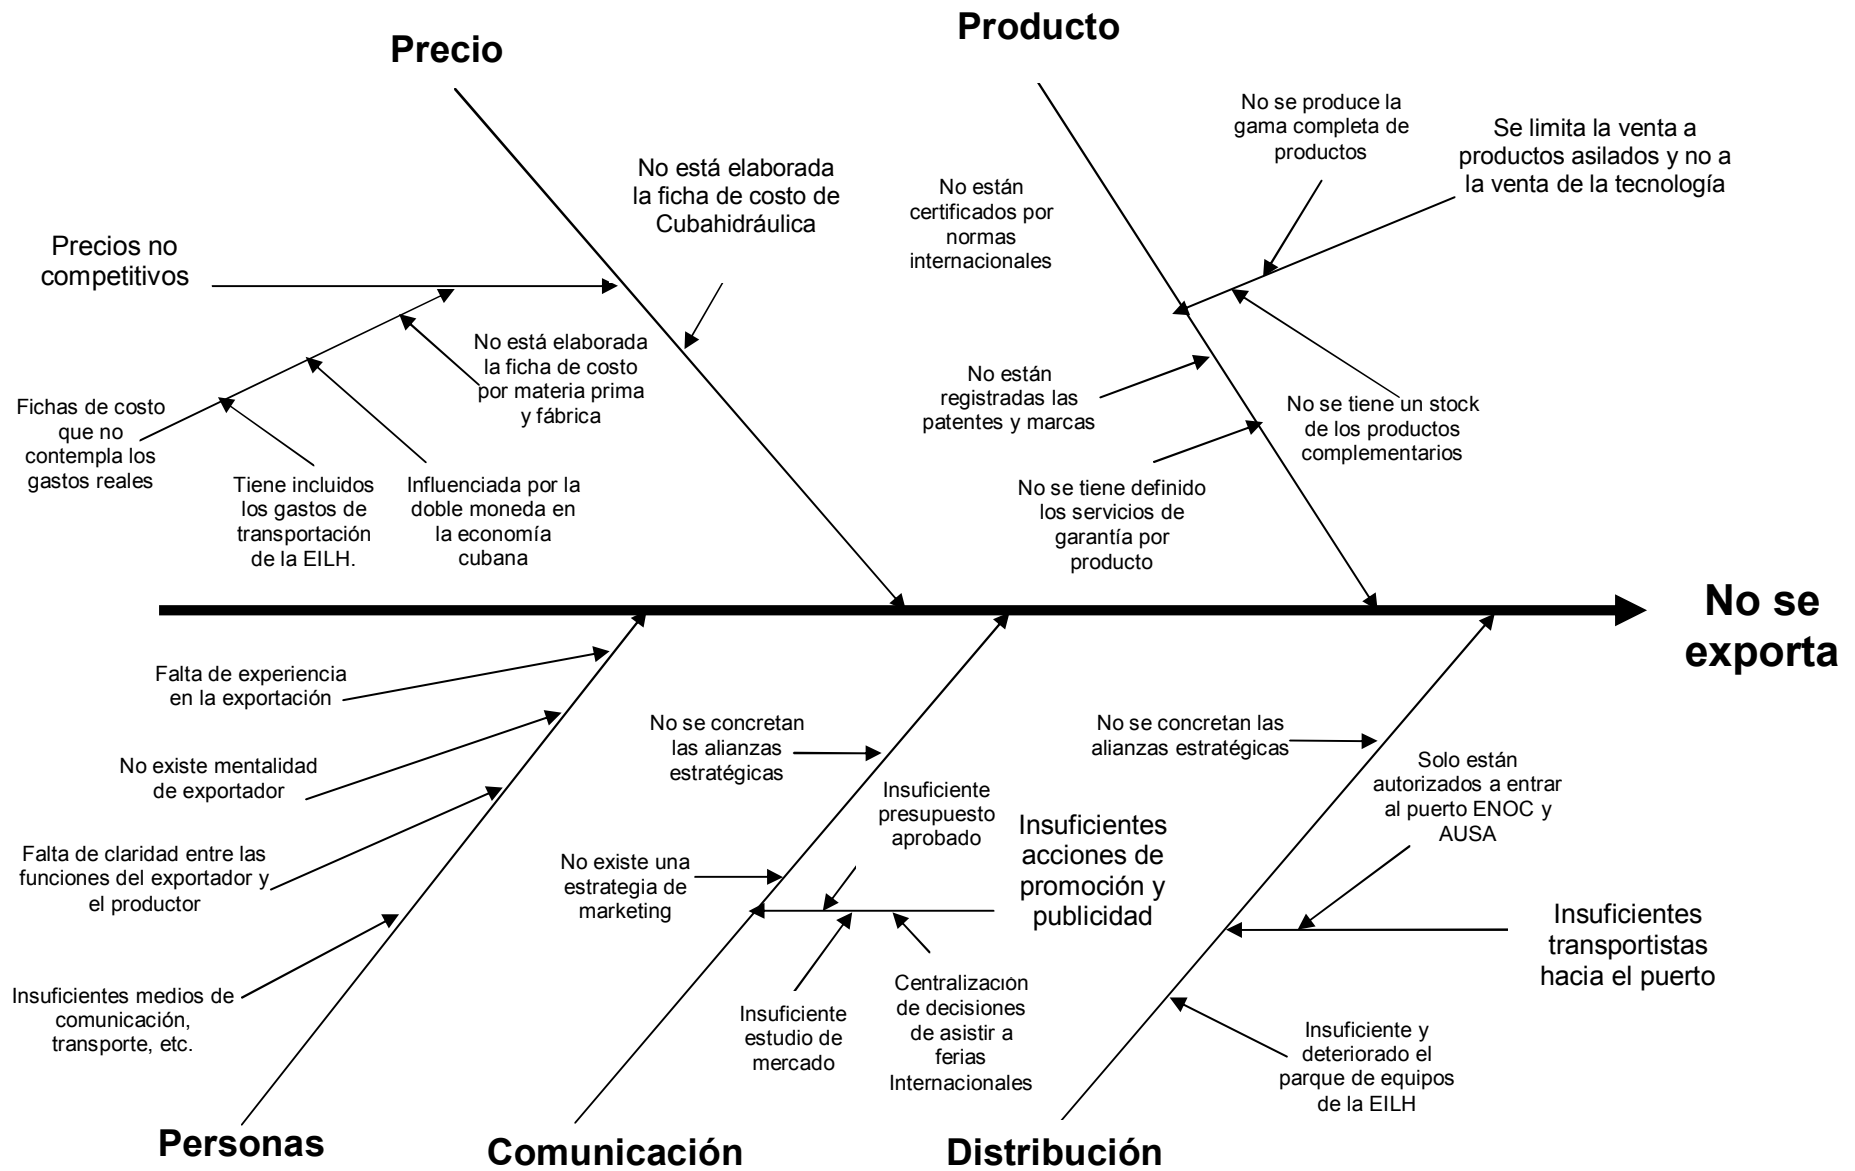 Precio
Producto
No está elaborada
la ficha de costo de
Cubahidráulica
Precios no
competitivos
No está elaborada
la ficha de costo
por materia prima
y fábrica
Fichas de costo
que no
contempla los
gastos reales
Tiene incluidos
los gastos de
transportación
de la EILH.
Influenciada por la
doble moneda en
la economía
cubana
No se produce la
gama completa de
productos
Se limita la venta a
productos asilados y no a
la venta de la tecnología
No están
certificados por
normas
internacionales
No están
registradas las
patentes y marcas
No se tiene un stock
de los productos
complementarios
No se tiene definido
los servicios de
garantía por
producto
No se
exporta
Falta de experiencia
en la exportación
No existe mentalidad
de exportador
Falta de claridad entre las
funciones del exportador y
el productor
Insuficientes medios de
comunicación,
transporte, etc.
Personas
No se concretan
las alianzas
estratégicas
Insuficiente
presupuesto
aprobado
No existe una
estrategia de
marketing
Insuficientes
acciones de
promoción y
publicidad
Insuficiente
estudio de
mercado
Centralización
de decisiones
de asistir a
ferias
Internacionales
Comunicación
No se concretan las
alianzas estratégicas
Solo están
autorizados a entrar
al puerto ENOC y
AUSA
Insuficientes
transportistas
hacia el puerto
Insuficiente y
deteriorado el
parque de equipos
de la EILH
Distribución